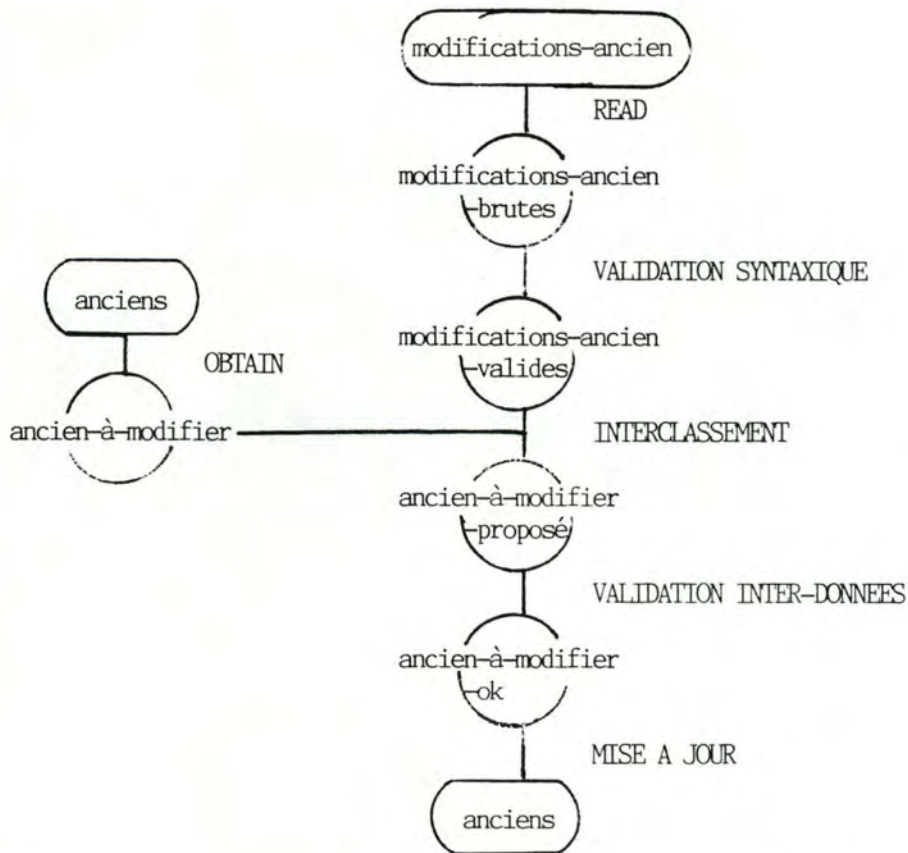 modifications-ancien
READ
modifications-ancien
-brutes
VALIDATION SYNTAXIQUE
anciens
modifications-ancien
-valides
OBTAIN
ancien-à-modifier
INTERCLASSEMENT
ancien-à-modifier
-proposé
VALIDATION INTER-DONNEES
ancien-à-modifier
-ok
MISE A JOUR
anciens